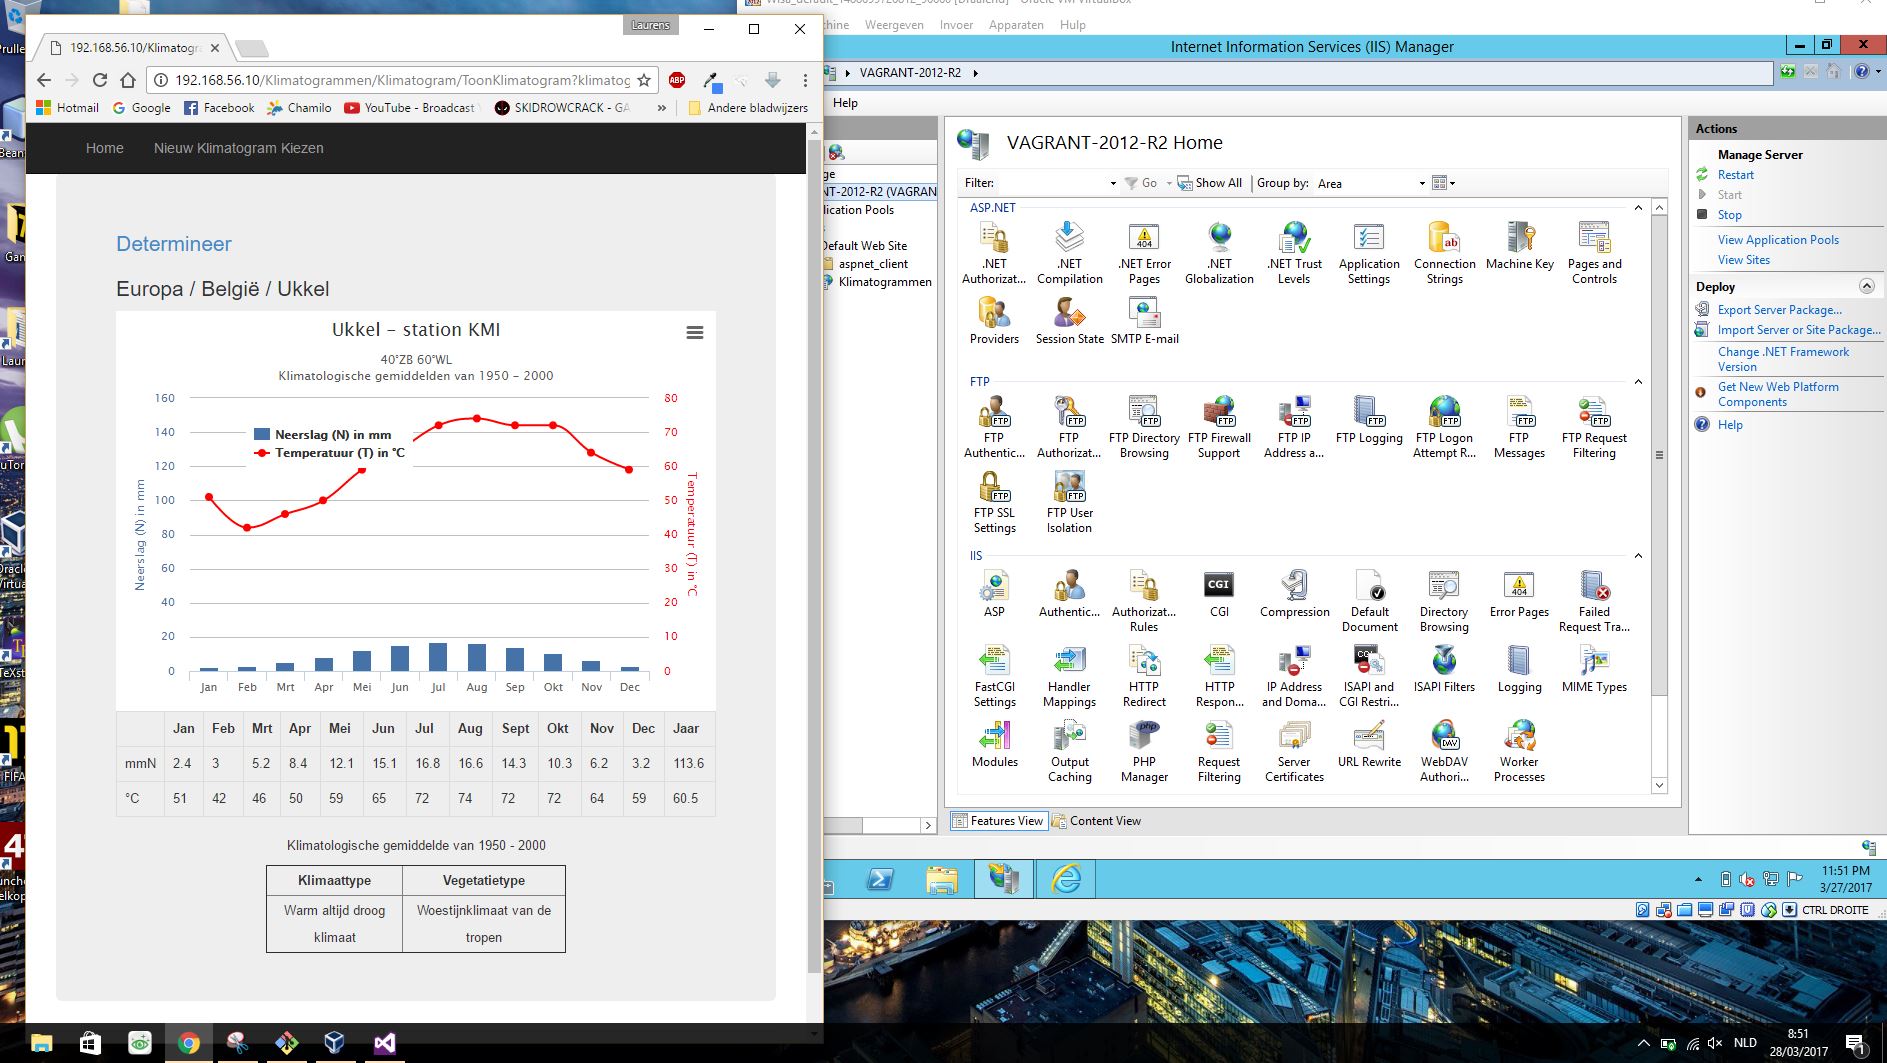 Laurens
192.168.56.10/Klimatogr
192.168.56.10/Klimatogrammen/Klimatogram/ToonKlimatogram?klimatog
ABP
Hotmail
Google
Facebook
Chamilo
YouTube - Broadcast
SKIDROWCRACK - GA
»
Andere bladwijzers
Home
Nieuw Klimatogram Kiezen
Determineer
Europa / België / Ukkel
Ukkel - station KMI
40°ZB 60°WL
Klimatologische gemiddelden van 1950 - 2000
Neerslag (N) in mm
Temperatuur (T) in °C
160
140
120
100
80
60
40
20
0
80
70
60
50
40
30
20
10
0
Neerslag (N) in mm
Temperatuur (T) in °C
Jan Feb Mrt Apr Mei Jun Jul Aug Sep Okt Nov Dec
Jan Feb Mrt Apr Mei Jun Jul Aug Sept Okt Nov Dec Jaar
mmN 2.4 3 5.2 8.4 12.1 15.1 16.8 16.6 14.3 10.3 6.2 3.2 113.6
°C 51 42 46 50 59 65 72 74 72 72 64 59 60.5
Klimatologische gemiddelde van 1950 - 2000
Klimaattype Vegetatietype
Warm altijd droog Woestijnklimaat van de
klimaat tropen
Weergeven Invoer Apparaten Help
Internet Information Services (IIS) Manager
VAGRANT-2012-R2
Help
NT-2012-R2 (VAGRAN
lication Pools
Default Web Site
aspnet_client
Klimatogrammen
VAGRANT-2012-R2 Home
Filter: Go Show All Group by: Area
ASP.NET
.NET Authorizat...
.NET Compilation
.NET Error Pages
.NET Globalization
.NET Trust Levels
Application Settings
Connection Strings
Machine Key
Pages and Controls
Providers
Session State
SMTP E-mail
FTP
FTP Authentic...
FTP Authorizat...
FTP Directory Browsing
FTP Firewall Support
FTP IP Address a...
FTP Logging
FTP Logon Attempt R...
FTP Messages
FTP Request Filtering
FTP SSL Settings
FTP User Isolation
IIS
ASP
Authentic...
Authorizat... Rules
CGI
Compression
Default Document
Directory Browsing
Error Pages
Failed Request Tra...
FastCGI Settings
Handler Mappings
HTTP Redirect
HTTP Respon...
IP Address and Doma...
ISAPI and CGI Restri...
ISAPI Filters
Logging
MIME Types
Modules
Output Caching
PHP Manager
Request Filtering
Server Certificates
URL Rewrite
WebDAV Authori...
Worker Processes
Features View
Content View
Actions
Manage Server
Restart
Start
Stop
View Application Pools
View Sites
Deploy
Export Server Package...
Import Server or Site Package...
Change .NET Framework
Version
Get New Web Platform
Components
Help
11:51 PM
3/27/2017
CTRL DROITE
NLD
8:51
28/03/2017
1